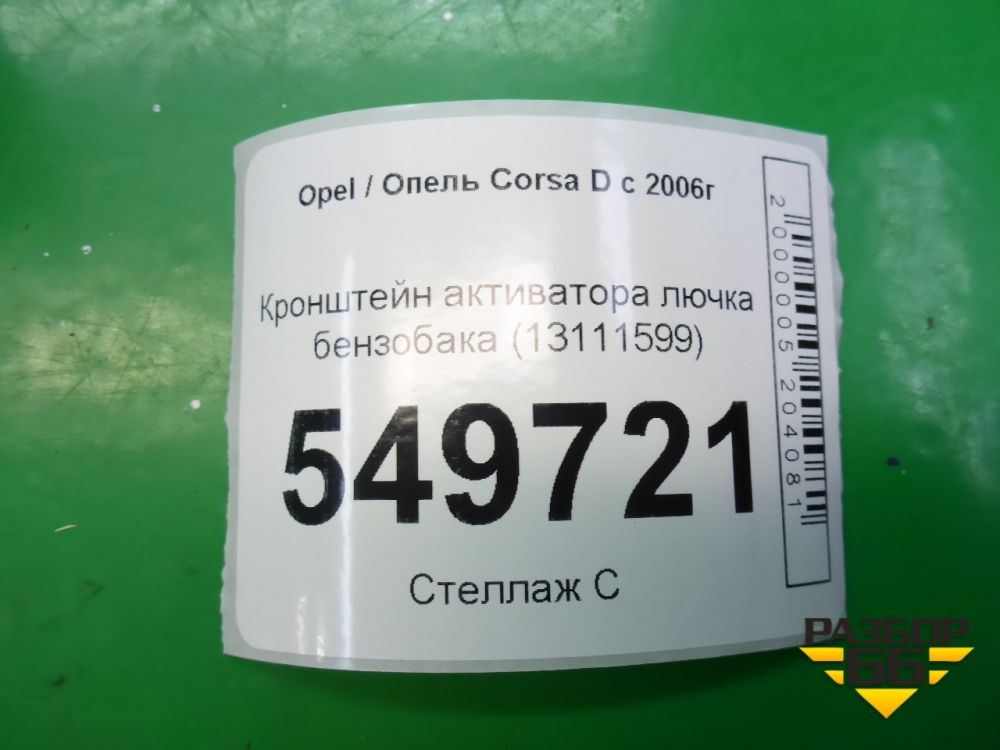 Opel / Опель Corsa D с 2006г
Кронштейн активатора лючка
бензобака (13111599)
549721
Стеллаж С
2000005204081
РАЗБОР
66